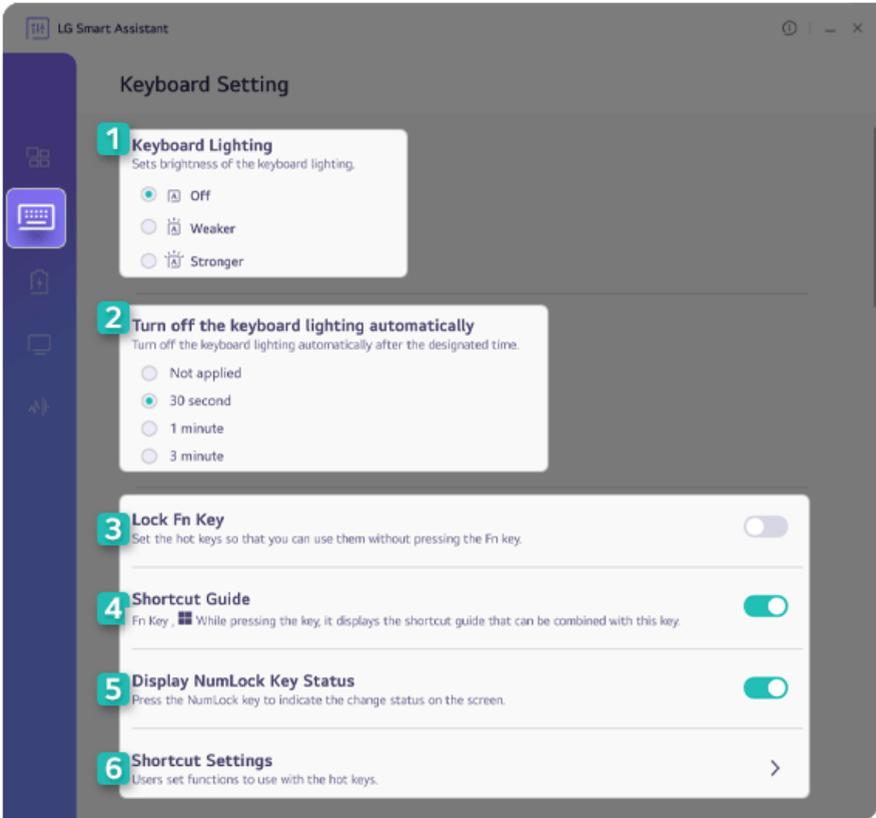 LG Smart Assistant
Keyboard Setting
1
Keyboard Lighting
Sets brightness of the keyboard lighting.
A Off
A Weaker
A Stronger
2
Turn off the keyboard lighting automatically
Turn off the keyboard lighting automatically after the designated time.
Not applied
30 second
1 minute
3 minute
3
Lock Fn Key
Set the hot keys so that you can use them without pressing the Fn key.
4
Shortcut Guide
Fn Key , While pressing the key, it displays the shortcut guide that can be combined with this key.
5
Display NumLock Key Status
Press the NumLock key to indicate the change status on the screen.
6
Shortcut Settings
Users set functions to use with the hot keys.